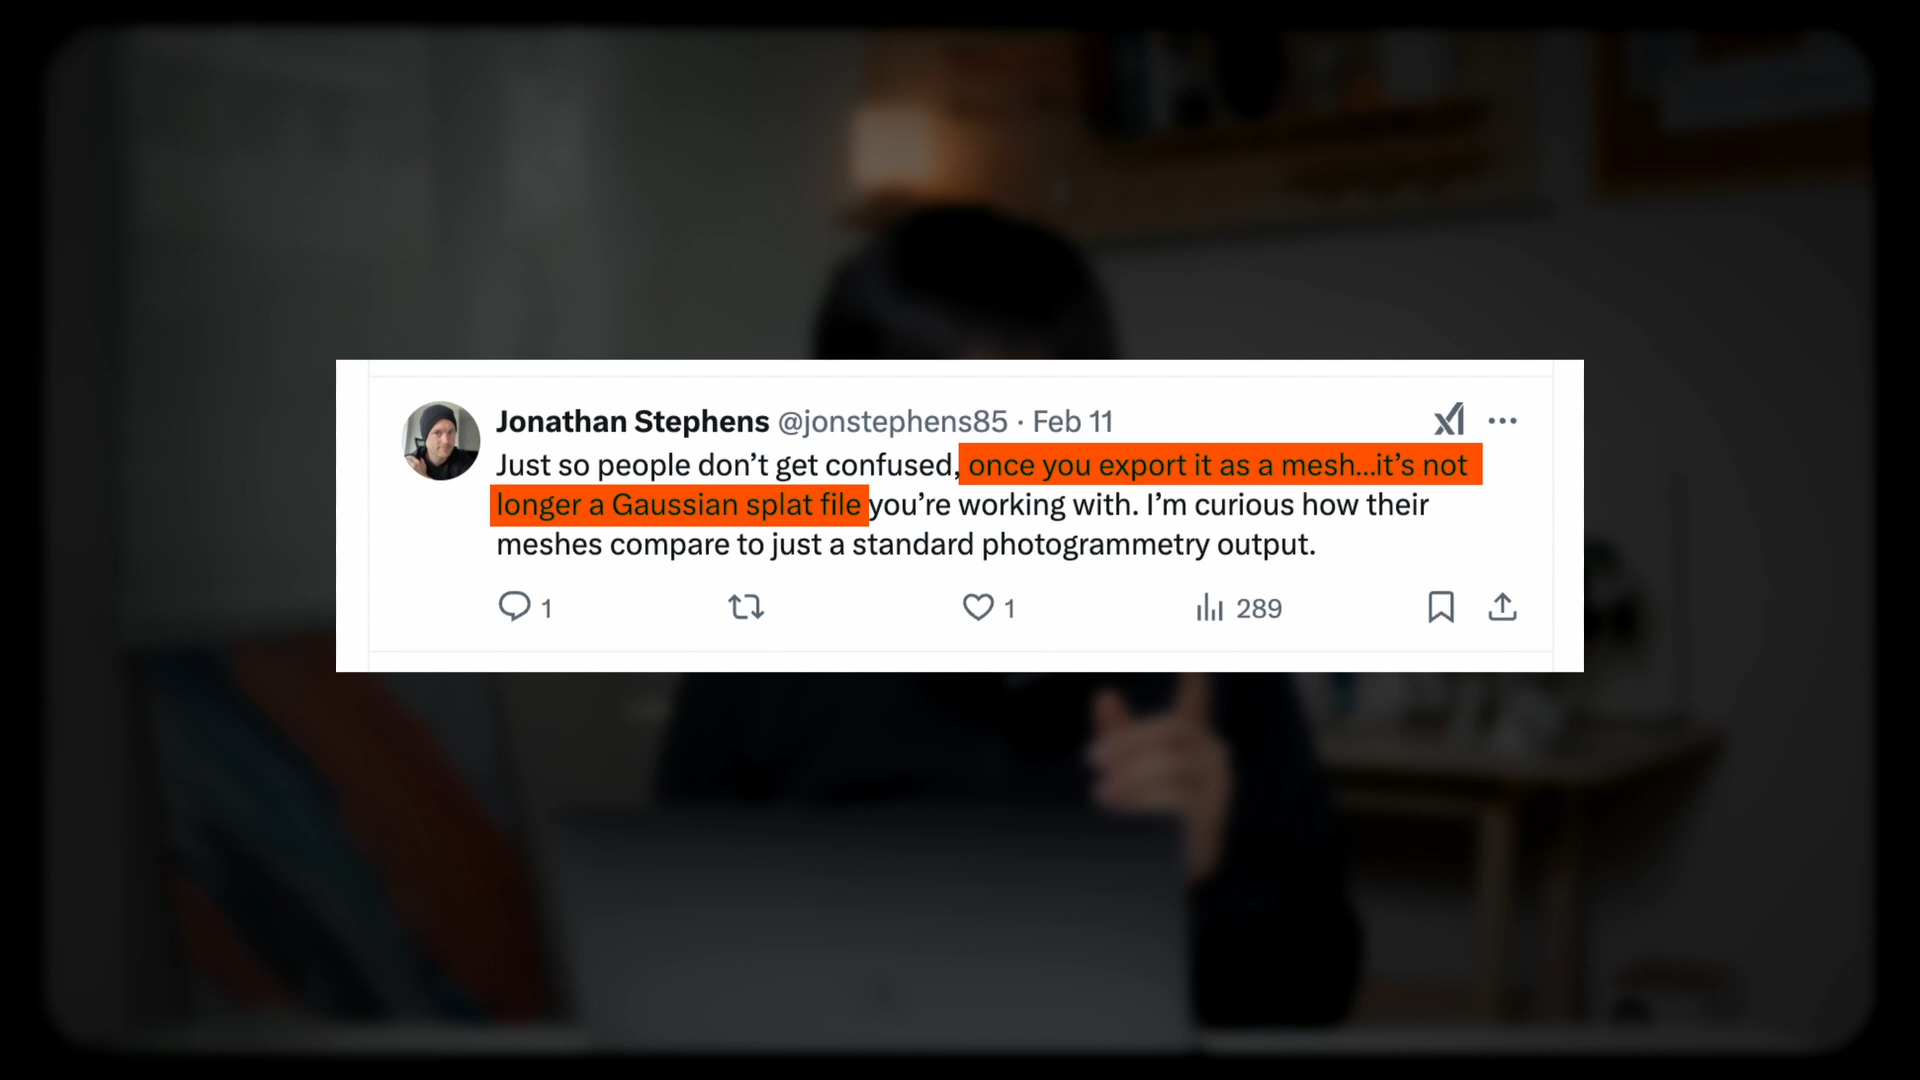 Jonathan Stephens @jonstephens85 · Feb 11
Just so people don’t get confused, once you export it as a mesh...it’s not
longer a Gaussian splat file you’re working with. I’m curious how their
meshes compare to just a standard photogrammetry output.
1 1 289